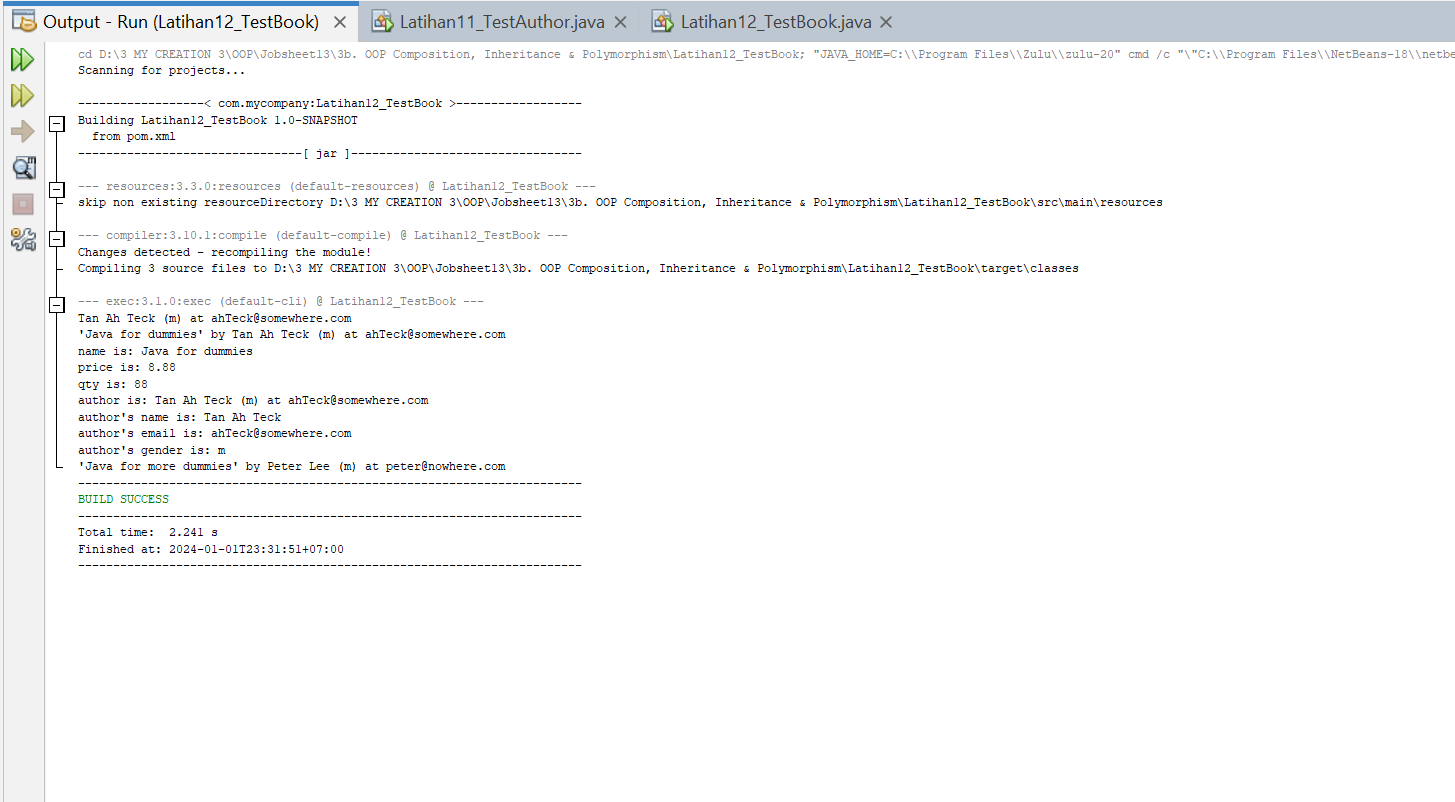 Output - Run (Latihan12_TestBook)
Latihan11_TestAuthor.java
Latihan12_TestBook.java
cd D:\3 MY CREATION 3\OOP\Jobsheet13\3b. OOP Composition, Inheritance & Polymorphism\Latihan12_TestBook; "JAVA_HOME=C:\\Program Files\\Zulu\\zulu-20" cmd /c "\"C:\\Program Files\\NetBeans-18\\netbe
Scanning for projects...
------------------< com.mycompany:Latihan12_TestBook >------------------
Building Latihan12_TestBook 1.0-SNAPSHOT
from pom.xml
--------------------------------[ jar ]---------------------------------
--- resources:3.3.0:resources (default-resources) @ Latihan12_TestBook ---
skip non existing resourceDirectory D:\3 MY CREATION 3\OOP\Jobsheet13\3b. OOP Composition, Inheritance & Polymorphism\Latihan12_TestBook\src\main\resources
--- compiler:3.10.1:compile (default-compile) @ Latihan12_TestBook ---
Changes detected - recompiling the module!
Compiling 3 source files to D:\3 MY CREATION 3\OOP\Jobsheet13\3b. OOP Composition, Inheritance & Polymorphism\Latihan12_TestBook\target\classes
--- exec:3.1.0:exec (default-cli) @ Latihan12_TestBook ---
Tan Ah Teck (m) at ahTeck@somewhere.com
'Java for dummies' by Tan Ah Teck (m) at ahTeck@somewhere.com
name is: Java for dummies
price is: 8.88
qty is: 88
author is: Tan Ah Teck (m) at ahTeck@somewhere.com
author's name is: Tan Ah Teck
author's email is: ahTeck@somewhere.com
author's gender is: m
'Java for more dummies' by Peter Lee (m) at peter@nowhere.com
------------------------------------------------------------------------
BUILD SUCCESS
------------------------------------------------------------------------
Total time:  2.241 s
Finished at: 2024-01-01T23:31:51+07:00
------------------------------------------------------------------------